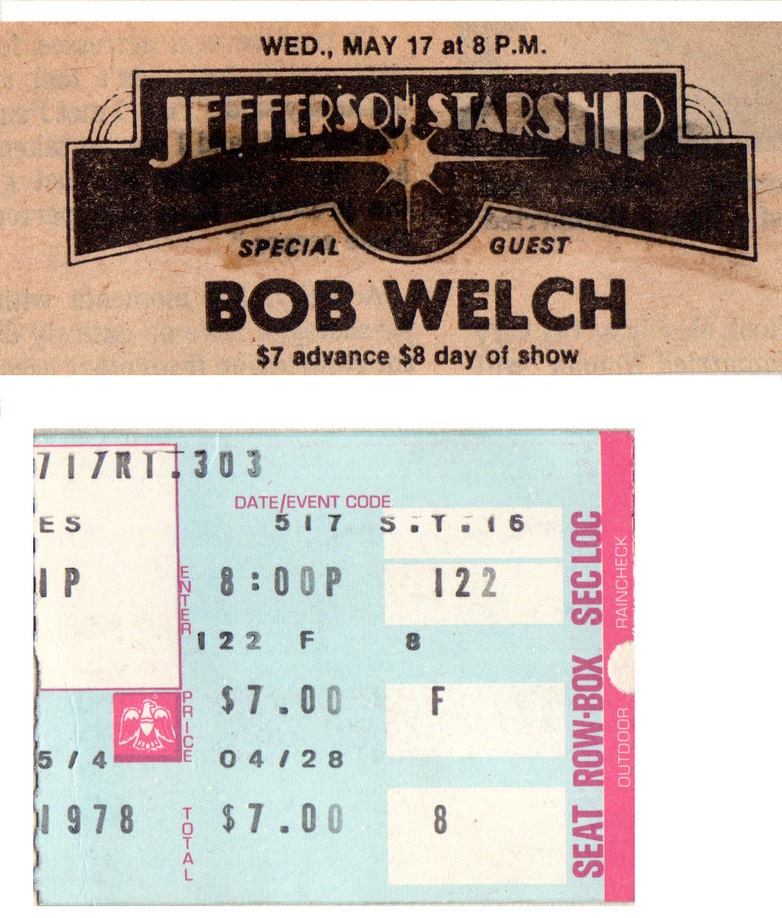 WED., MAY 17 at 8 P.M.
JEFFERSON STARSHIP
SPECIAL GUEST
BOB WELCH
$7 advance $8 day of show
717/RT.303
DATE/EVENT CODE
ES 517 S.T.16
IP ENTER 8:00P 122
122 F 8
PRICE $7.00 F
5/4 04/28
1978 TOTAL $7.00 8
SEAT ROW-BOX SEC LOC
OUTDOOR RAINCHECK